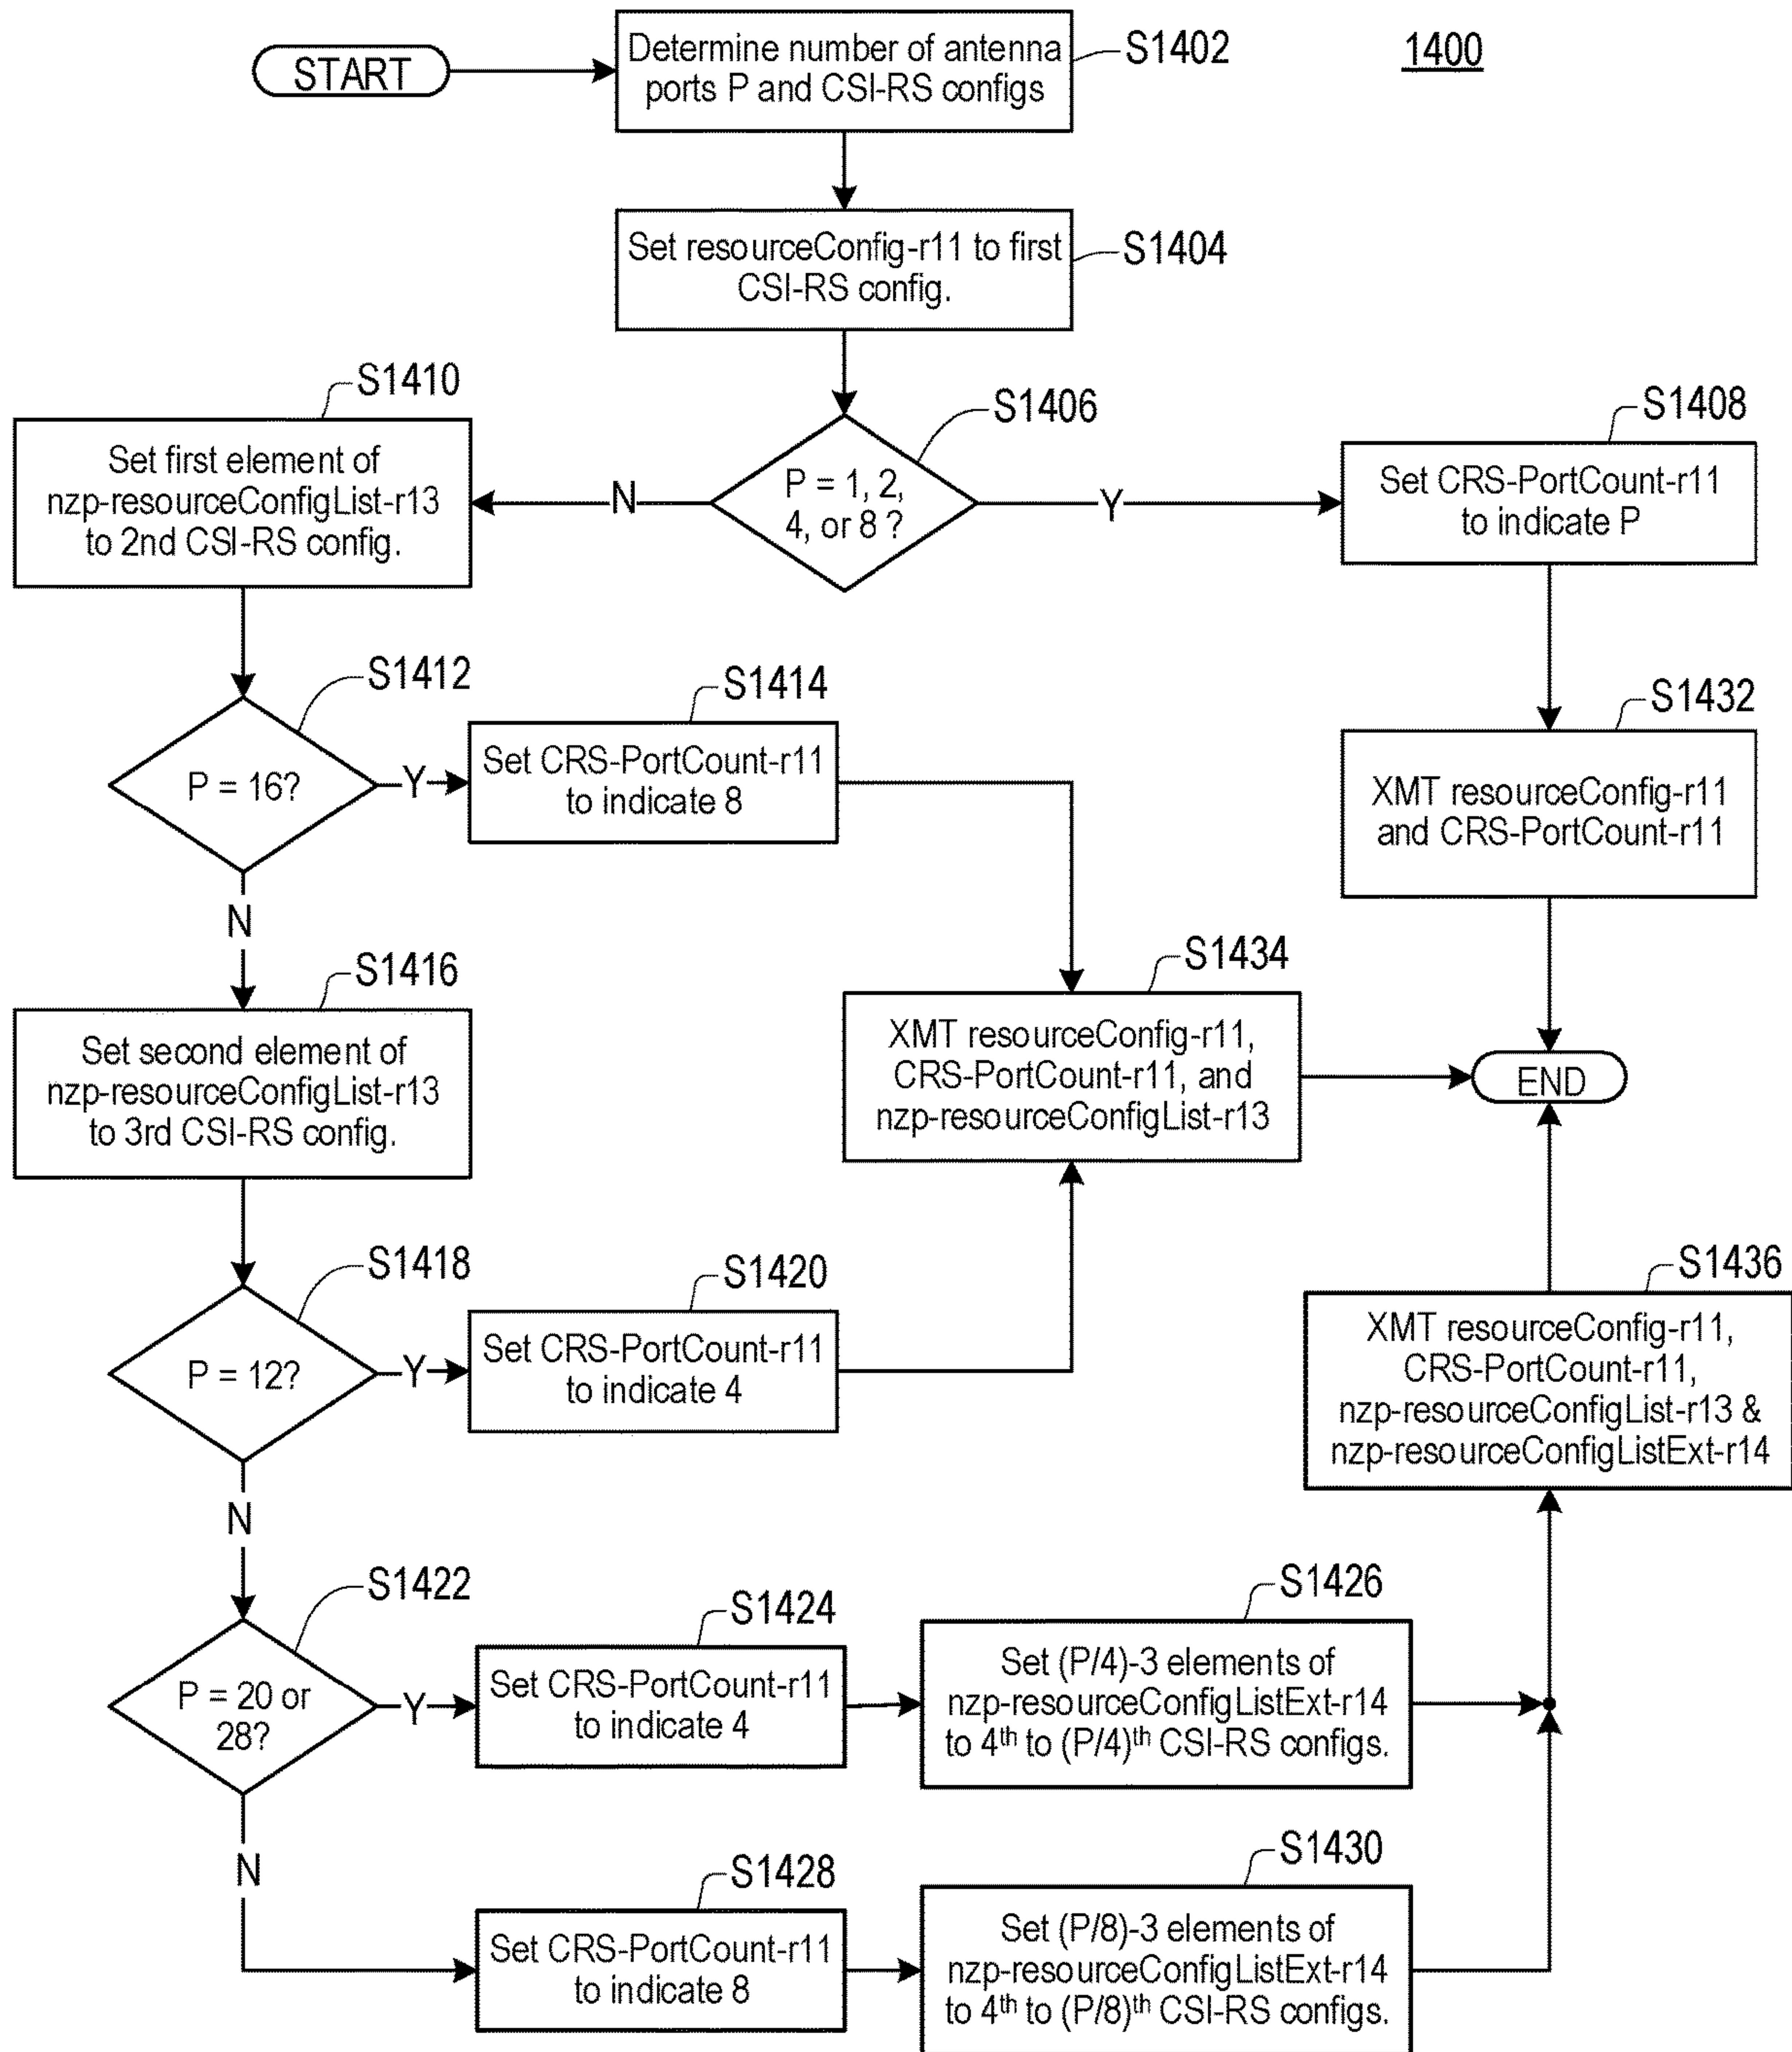 1400
START
Determine number of antenna
ports P and CSI-RS configs
S1402
Set resourceConfig-r11 to first
CSI-RS config.
S1404
P = 1, 2,
4, or 8 ?
S1406
N
Y
S1408
Set CRS-PortCount-r11
to indicate P
S1410
Set first element of
nzp-resourceConfigList-r13
to 2nd CSI-RS config.
S1412
P = 16?
Y
N
S1414
Set CRS-PortCount-r11
to indicate 8
S1432
XMT resourceConfig-r11
and CRS-PortCount-r11
S1416
Set second element of
nzp-resourceConfigList-r13
to 3rd CSI-RS config.
S1434
XMT resourceConfig-r11,
CRS-PortCount-r11, and
nzp-resourceConfigList-r13
END
S1418
P = 12?
Y
N
S1420
Set CRS-PortCount-r11
to indicate 4
S1436
XMT resourceConfig-r11,
CRS-PortCount-r11,
nzp-resourceConfigList-r13 &
nzp-resourceConfigListExt-r14
S1422
P = 20 or
28?
Y
N
S1424
Set CRS-PortCount-r11
to indicate 4
S1426
Set (P/4)-3 elements of
nzp-resourceConfigListExt-r14
to 4th to (P/4)th CSI-RS configs.
S1428
Set CRS-PortCount-r11
to indicate 8
S1430
Set (P/8)-3 elements of
nzp-resourceConfigListExt-r14
to 4th to (P/8)th CSI-RS configs.